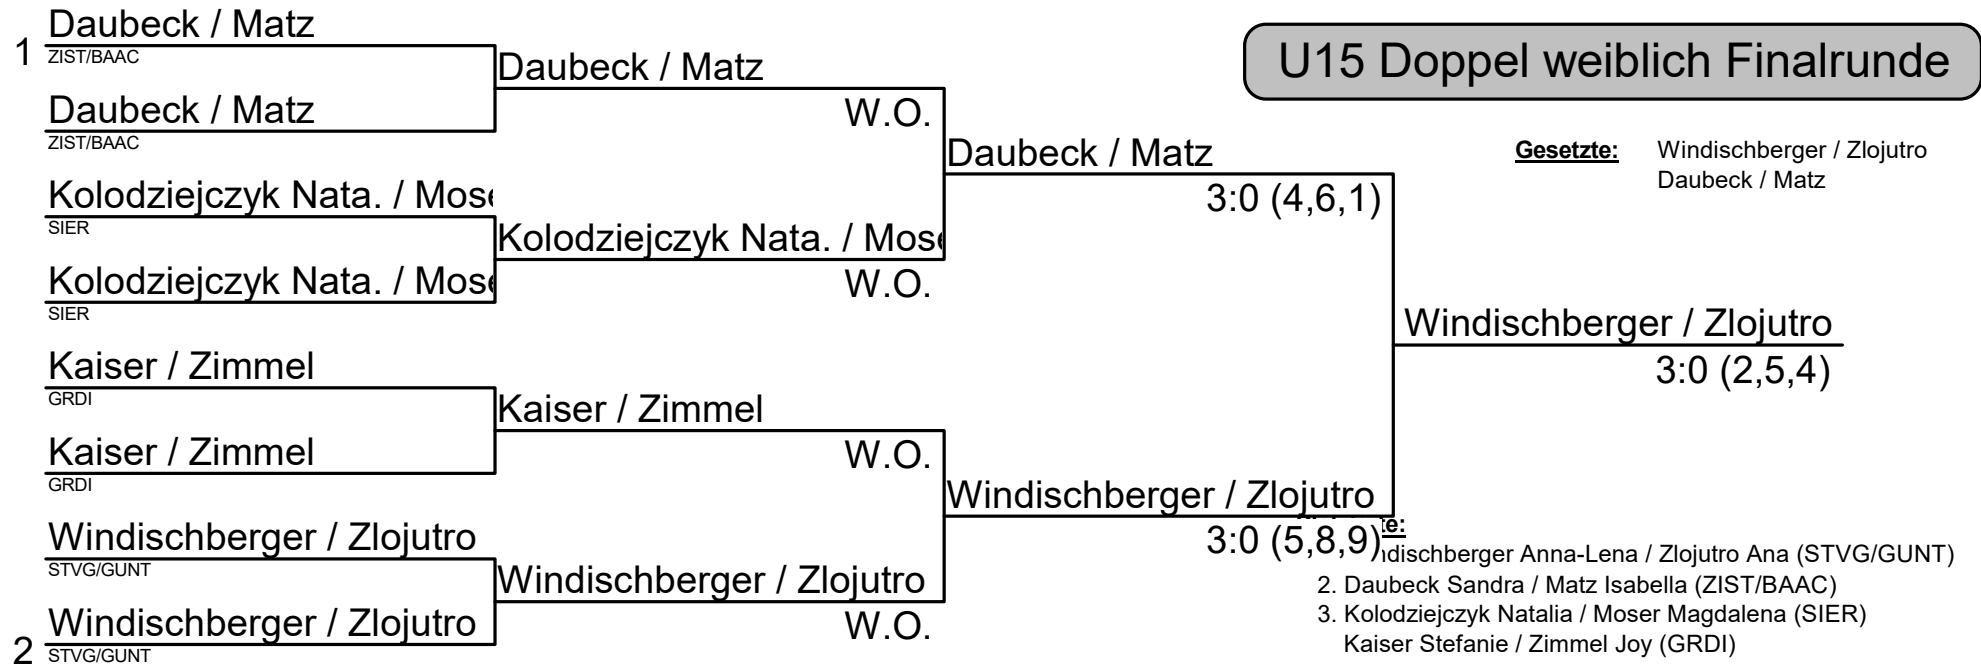 U15 Doppel weiblich Finalrunde
Gesetzte: Windischberger / Zlojutro
Daubeck / Matz
1 Daubeck / Matz
ZIST/BAAC
Daubeck / Matz
ZIST/BAAC
Kolodziejczyk Nata. / Mose
SIER
Kolodziejczyk Nata. / Mose
SIER
Kaiser / Zimmel
GRDI
Kaiser / Zimmel
GRDI
Windischberger / Zlojutro
STVG/GUNT
2 Windischberger / Zlojutro
STVG/GUNT
Daubeck / Matz
W.O.
Kolodziejczyk Nata. / Mose
W.O.
Kaiser / Zimmel
W.O.
Windischberger / Zlojutro
W.O.
Daubeck / Matz
3:0 (4,6,1)
Windischberger / Zlojutro
3:0 (5,8,9)
Windischberger / Zlojutro
3:0 (2,5,4)
te:
ndischberger Anna-Lena / Zlojutro Ana (STVG/GUNT)
2. Daubeck Sandra / Matz Isabella (ZIST/BAAC)
3. Kolodziejczyk Natalia / Moser Magdalena (SIER)
Kaiser Stefanie / Zimmel Joy (GRDI)